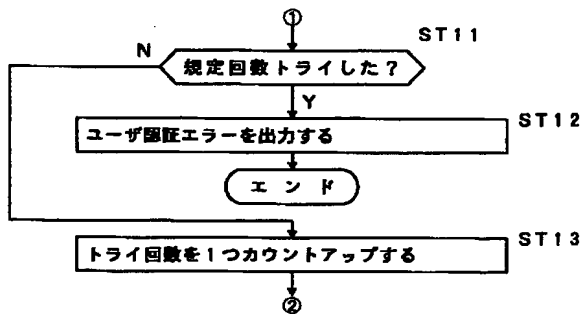 ①
ST11
N
規定回数トライした？
Y
ST12
ユーザ認証エラーを出力する
エンド
ST13
トライ回数を1つカウントアップする
②